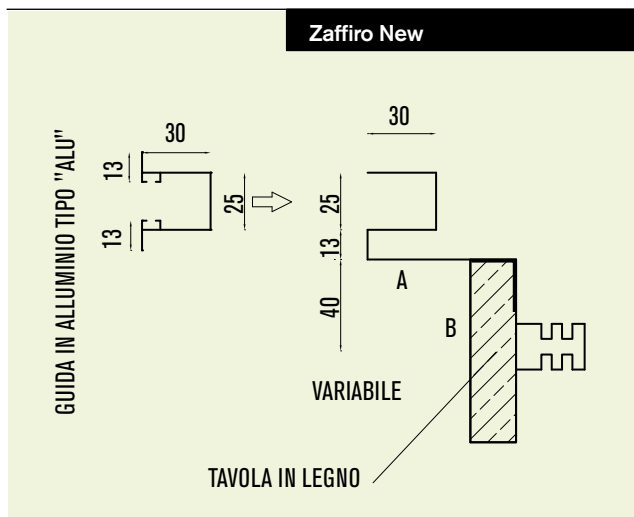 Zaffiro New
GUIDA IN ALLUMINIO TIPO "ALU"
30
13
25
13
30
25
13
40
A
B
VARIABILE
TAVOLA IN LEGNO